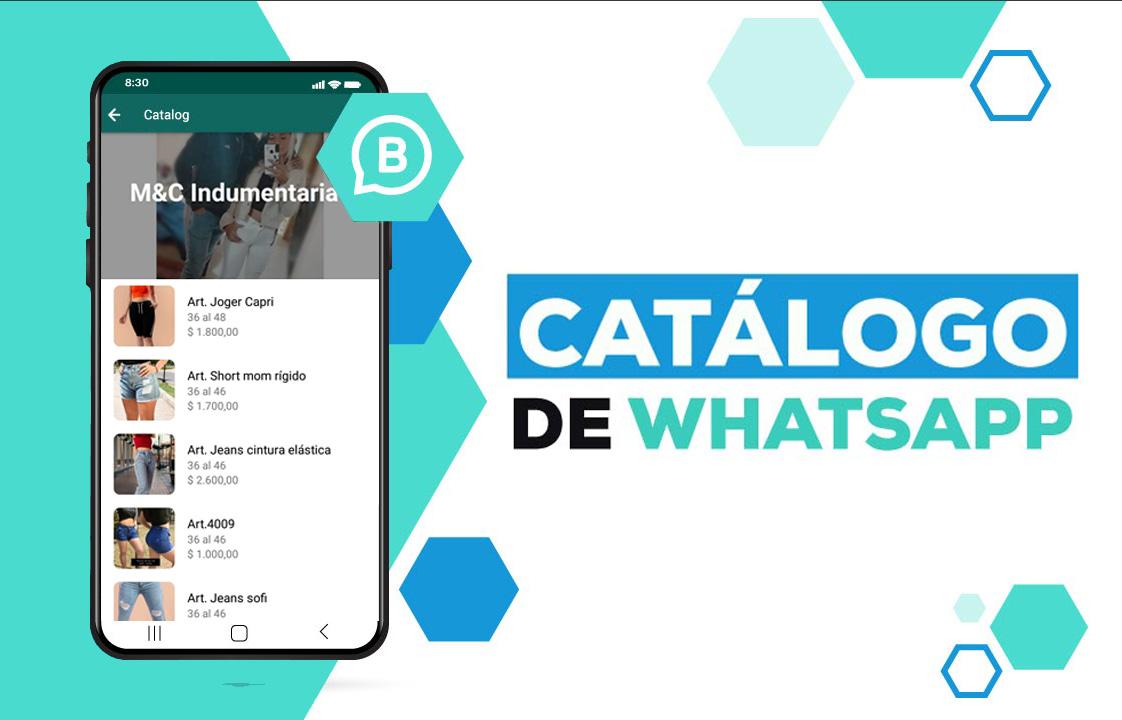 8:30
Catalog
M&C Indumentaria
B
Art. Joger Capri
36 al 48
$ 1.800,00
Art. Short mom rígido
36 al 46
$ 1.700,00
Art. Jeans cintura elástica
36 al 46
$ 2.600,00
Art.4009
36 al 46
$ 1.000,00
Art. Jeans sofi
36 al 46
CATÁLOGO
DE WHATSAPP